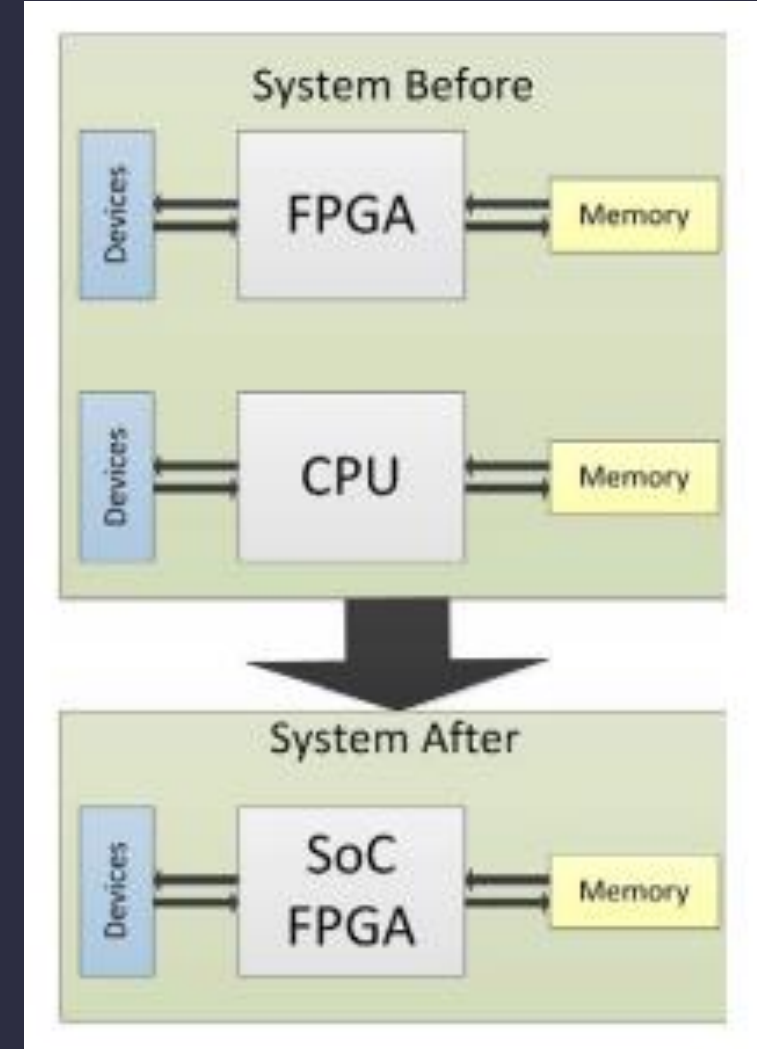 System Before
Devices
FPGA
Memory
Devices
CPU
Memory
System After
Devices
SoC
FPGA
Memory